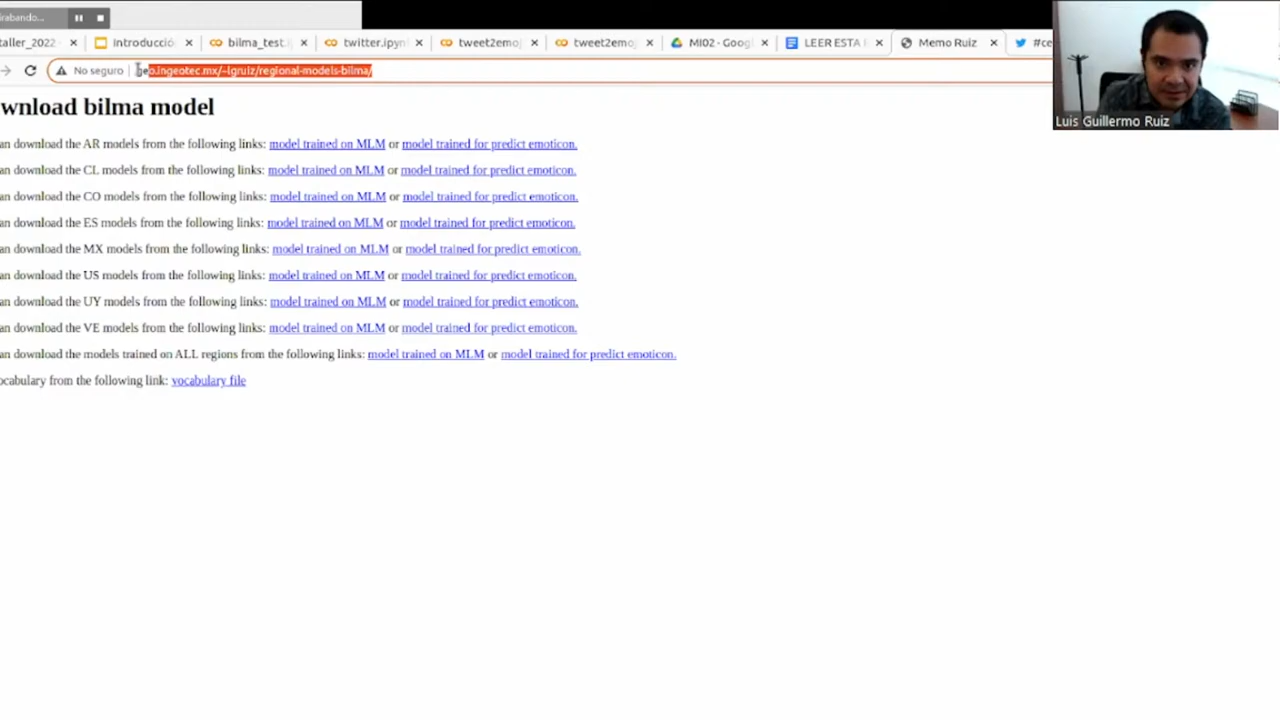 rabando...
taller_2022
Introducció
bilma_test.i
twitter.ipyn
tweet2emoj
tweet2emoj
MI02 - Googl
LEER ESTA
Memo Ruiz
#ce
No seguro
geo.ingeotec.mx/~lgruiz/regional-models-bilma/
Luis Guillermo Ruiz
wnload bilma model
an download the AR models from the following links: model trained on MLM or model trained for predict emoticon.
an download the CL models from the following links: model trained on MLM or model trained for predict emoticon.
an download the CO models from the following links: model trained on MLM or model trained for predict emoticon.
an download the ES models from the following links: model trained on MLM or model trained for predict emoticon.
an download the MX models from the following links: model trained on MLM or model trained for predict emoticon.
an download the US models from the following links: model trained on MLM or model trained for predict emoticon.
an download the UY models from the following links: model trained on MLM or model trained for predict emoticon.
an download the VE models from the following links: model trained on MLM or model trained for predict emoticon.
an download the models trained on ALL regions from the following links: model trained on MLM or model trained for predict emoticon.
ocabulary from the following link: vocabulary file